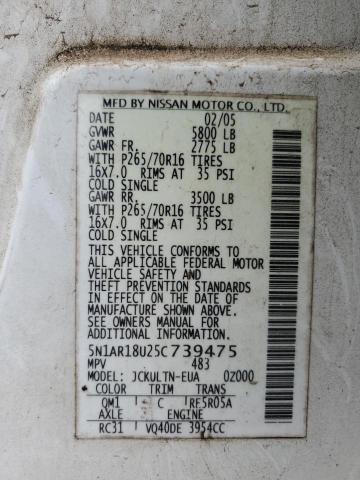 MFD BY NISSAN MOTOR CO., LTD.
DATE 02/05
GVWR 5800 LB
GAWR FR. 2775 LB
WITH P265/70R16 TIRES
16X7.0 RIMS AT 35 PSI
COLD SINGLE
GAWR RR. 3500 LB
WITH P265/70R16 TIRES
16X7.0 RIMS AT 35 PSI
COLD SINGLE
THIS VEHICLE CONFORMS TO
ALL APPLICABLE FEDERAL MOTOR
VEHICLE SAFETY AND
THEFT PREVENTION STANDARDS
IN EFFECT ON THE DATE OF
MANUFACTURE SHOWN ABOVE.
SEE OWNERS MANUAL FOR
ADDITIONAL INFORMATION
5N1AR18U25C739475
MPV 483
MODEL: JCKULTN-EUA 0Z000
COLOR TRIM TRANS
QM1 C RE5R05A
AXLE ENGINE
RC31 VQ40DE 3954CC